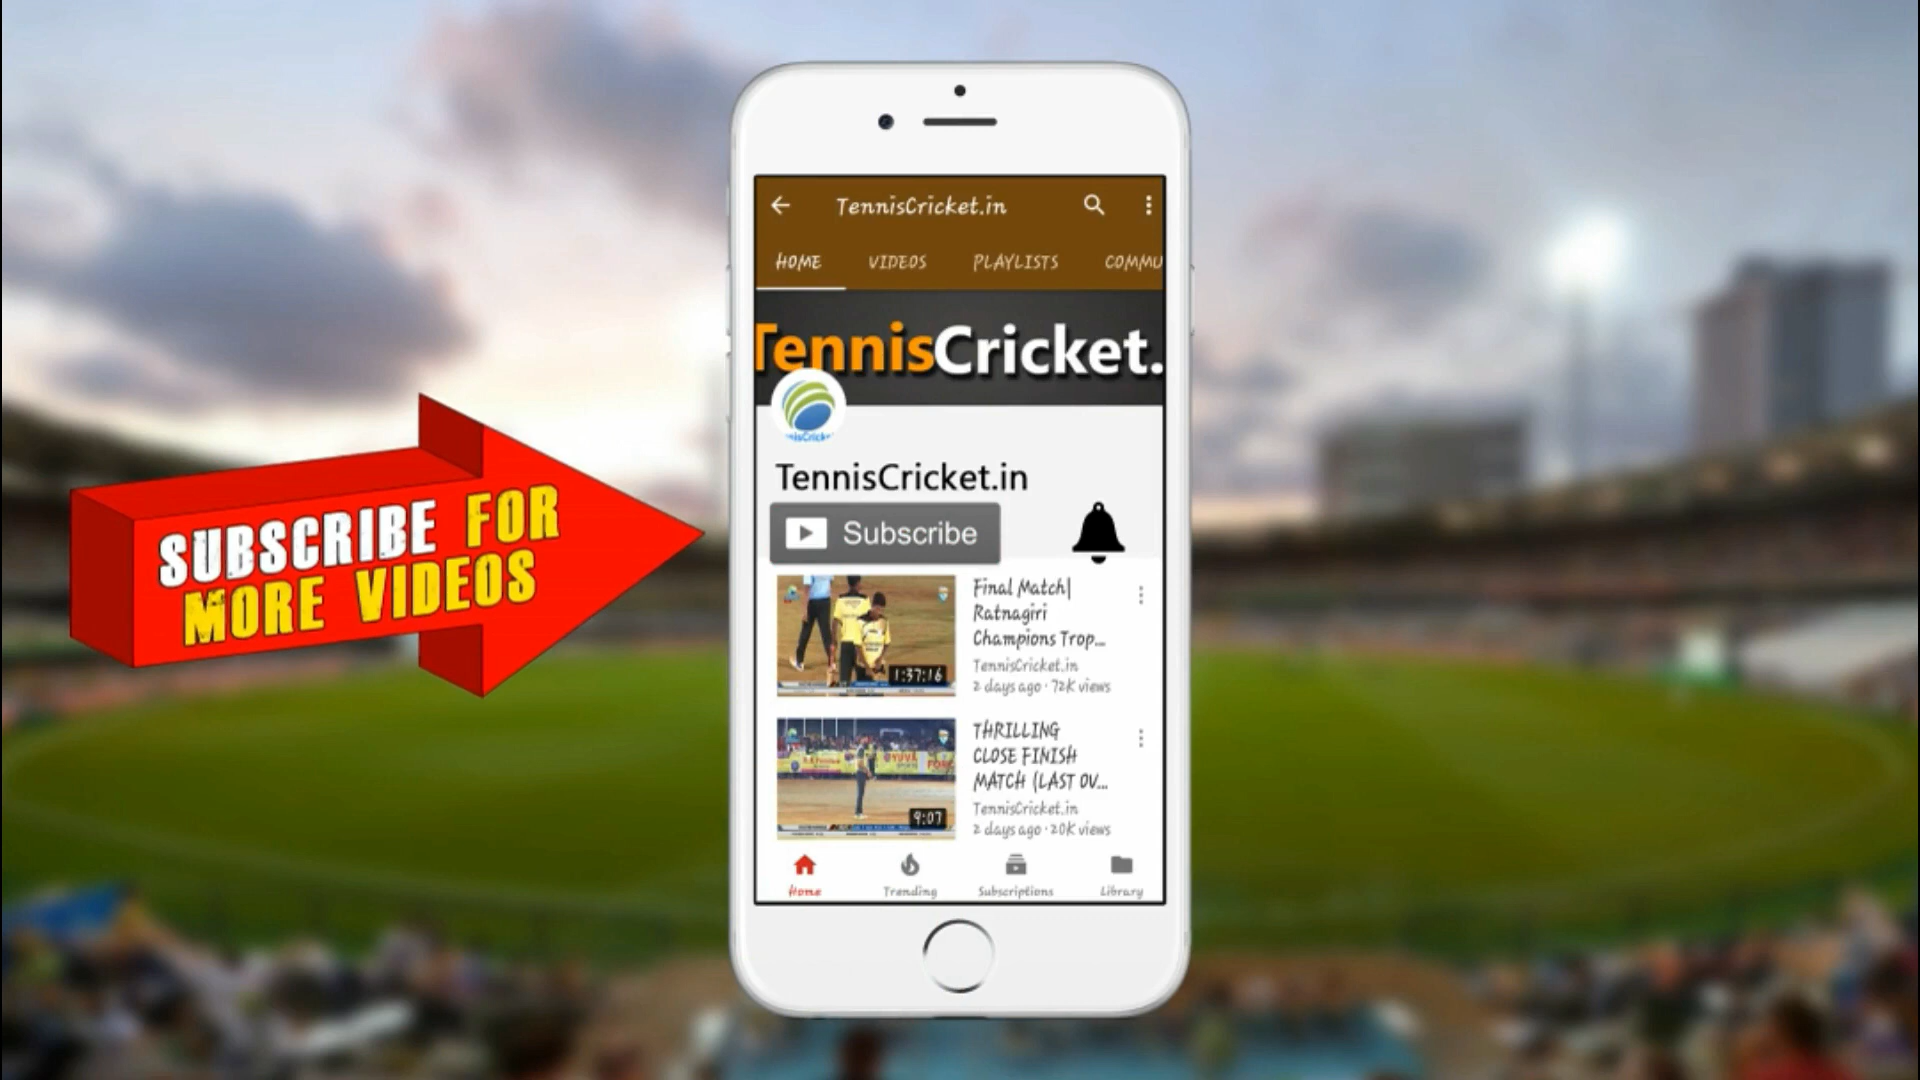 SUBSCRIBE FOR
MORE VIDEOS
TennisCricket.in
HOME VIDEOS PLAYLISTS COMMU
TennisCricket.
TennisCricket.in
Subscribe
Final Match|
Ratnagiri
Champions Trop...
TennisCricket.in
2 days ago · 72K views
1:37:16
THRILLING
CLOSE FINISH
MATCH (LAST OV...
TennisCricket.in
2 days ago · 20K views
YUVA
9:07
Home Trending Subscriptions Library